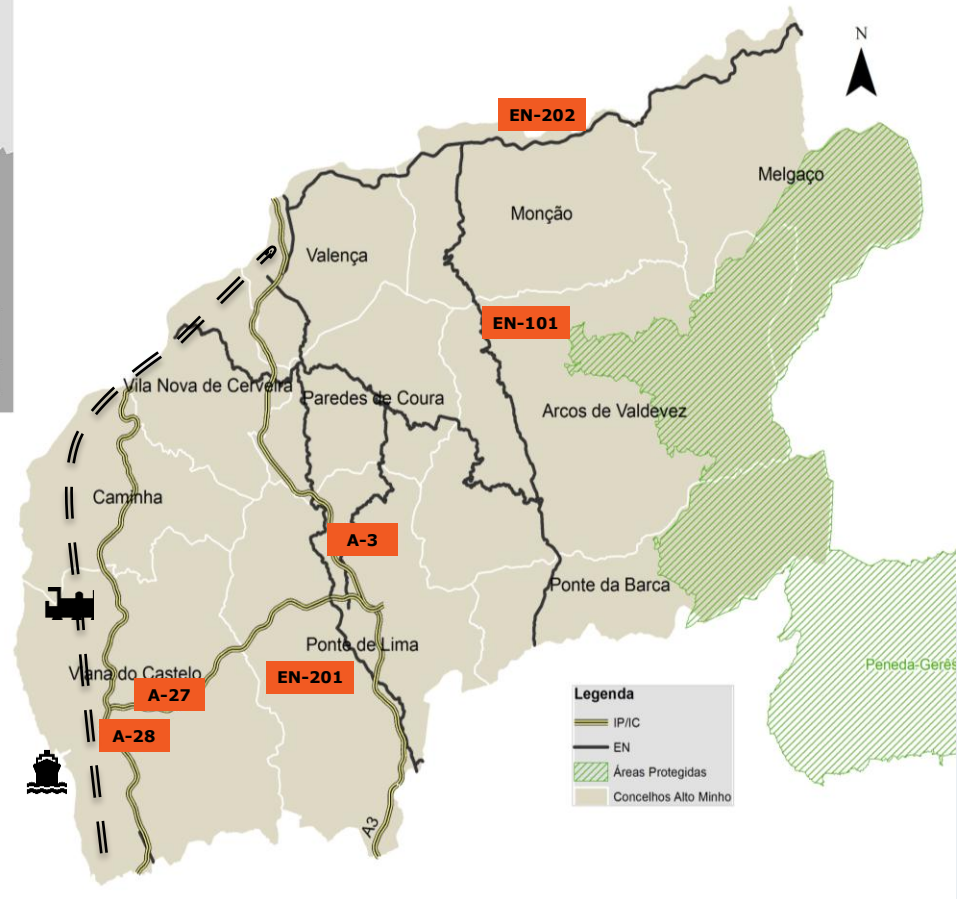 N
EN-202
Melgaço
Monção
Valença
EN-101
Vila Nova de Cerveira
Paredes de Coura
Arcos de Valdevez
Caminha
A-3
Ponte da Barca
Ponte de Lima
Peneda-Gerês
Viana do Castelo
EN-201
A-27
A-28
A3
Legenda
IP/IC
EN
Áreas Protegidas
Concelhos Alto Minho